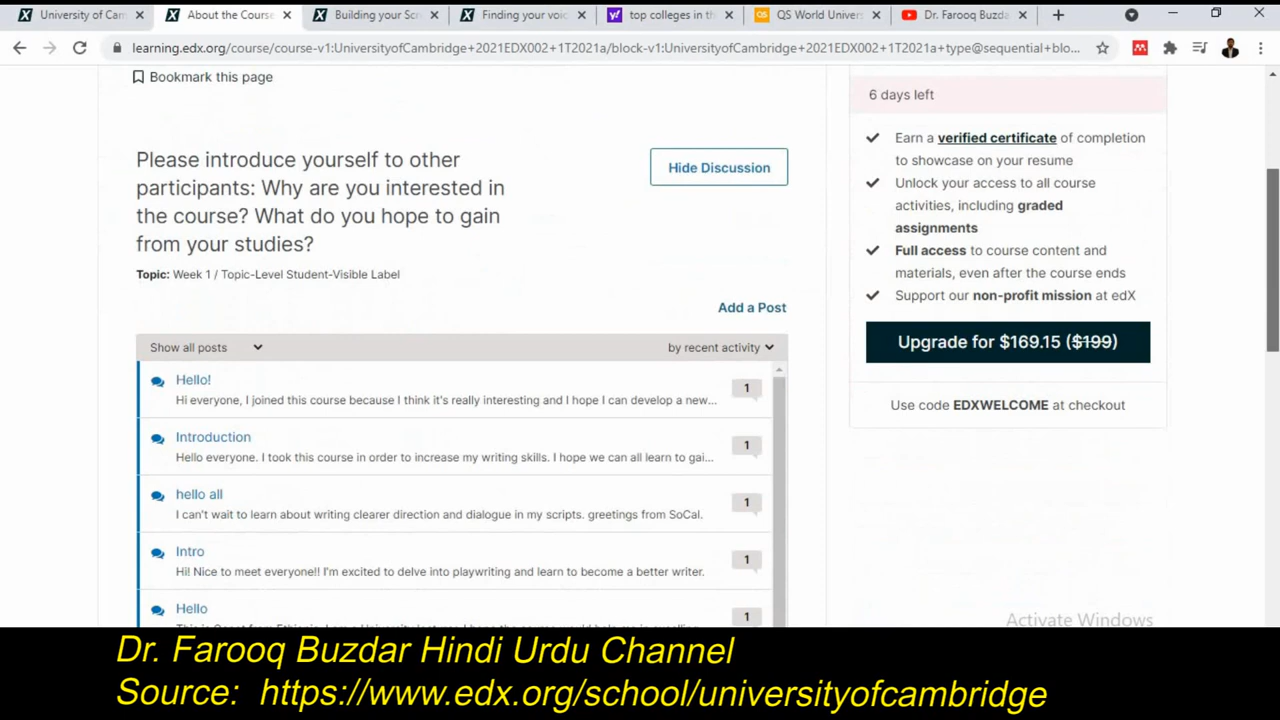 University of Cam
About the Course
Building your Scr
Finding your voic
top colleges in th
QS World Univer
Dr. Farooq Buzda
learning.edx.org/course/course-v1:UniversityofCambridge+2021EDX002+1T2021a/block-v1:UniversityofCambridge+2021EDX002+1T2021a+type@sequential+blo...
Bookmark this page
Please introduce yourself to other
participants: Why are you interested in
the course? What do you hope to gain
from your studies?
Hide Discussion
Topic: Week 1 / Topic-Level Student-Visible Label
Add a Post
Show all posts
by recent activity
Hello!
Hi everyone, I joined this course because I think it's really interesting and I hope I can develop a new...
1
Introduction
Hello everyone. I took this course in order to increase my writing skills. I hope we can all learn to gai...
1
hello all
I can't wait to learn about writing clearer direction and dialogue in my scripts. greetings from SoCal.
1
Intro
Hi! Nice to meet everyone!! I'm excited to delve into playwriting and learn to become a better writer.
1
Hello
1
6 days left
Earn a verified certificate of completion
to showcase on your resume
Unlock your access to all course
activities, including graded
assignments
Full access to course content and
materials, even after the course ends
Support our non-profit mission at edX
Upgrade for $169.15 ($199)
Use code EDXWELCOME at checkout
Activate Windows
Dr. Farooq Buzdar Hindi Urdu Channel
Source: https://www.edx.org/school/universityofcambridge